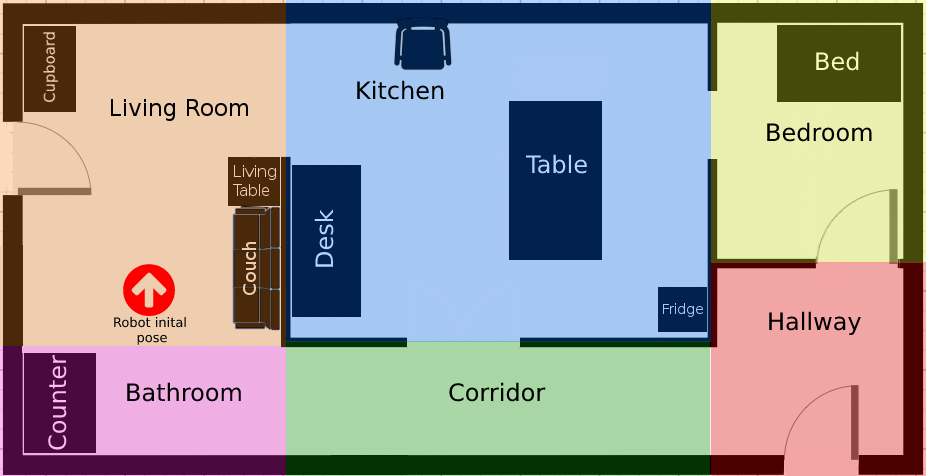 Cupboard
Living Room
Kitchen
Bed
Bedroom
Table
Living
Table
Desk
Couch
Robot inital
pose
Fridge
Hallway
Counter
Bathroom
Corridor